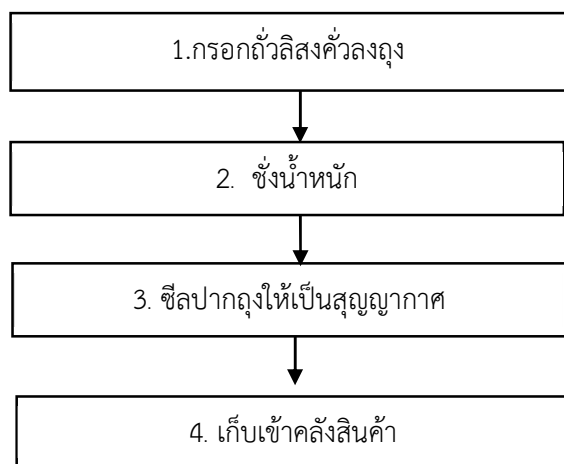 1.กรอกถั่วลิสงคั่วลงถุง
2. ชั่งน้ำหนัก
3. ซีลปากถุงให้เป็นสุญญากาศ
4. เก็บเข้าคลังสินค้า